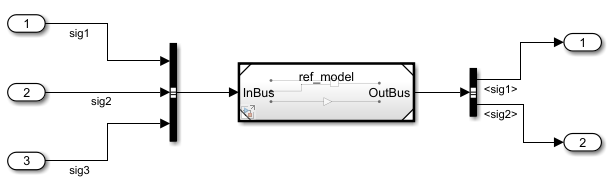 1
sig1
2
sig2
3
sig3
ref_model
InBus
OutBus
<sig1>
<sig2>
1
2